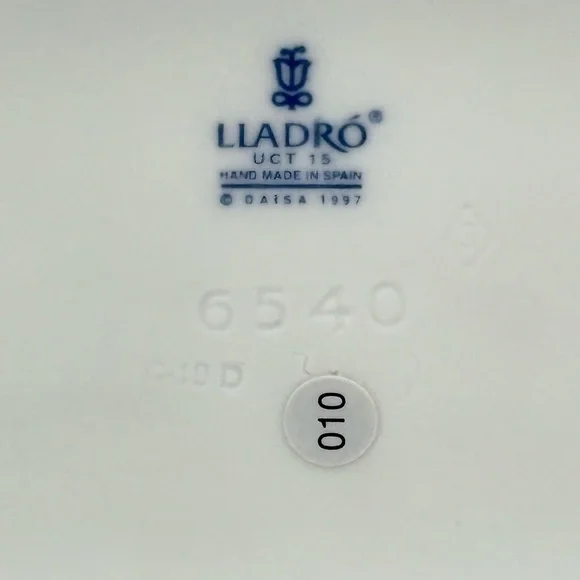 LLADRÓ®
UCT 15
HAND MADE IN SPAIN
© DAISA 1997
6540
010